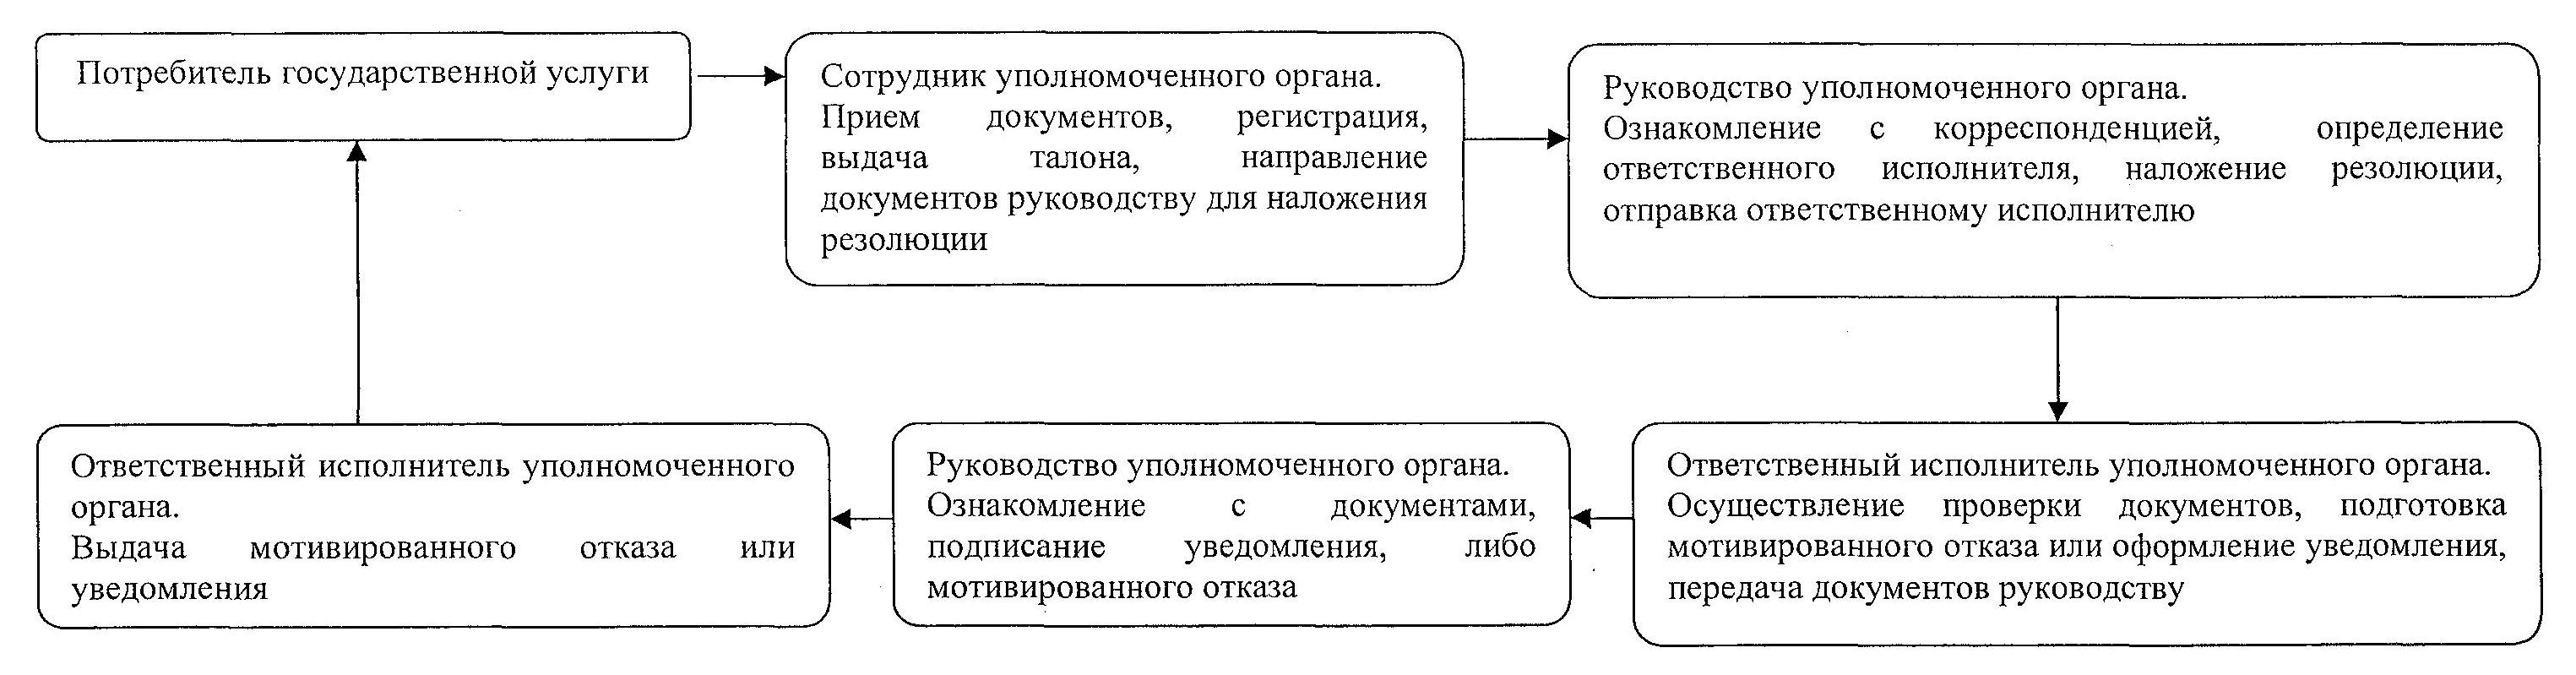 Потребитель государственной услуги
Сотрудник уполномоченного органа.
Прием документов, регистрация,
выдача талона, направление
документов руководству для наложения
резолюции
Руководство уполномоченного органа.
Ознакомление с корреспонденцией, определение
ответственного исполнителя, наложение резолюции,
отправка ответственному исполнителю
Ответственный исполнитель уполномоченного
органа.
Выдача мотивированного отказа или
уведомления
Руководство уполномоченного органа.
Ознакомление с документами,
подписание уведомления, либо
мотивированного отказа
Ответственный исполнитель уполномоченного органа.
Осуществление проверки документов, подготовка
мотивированного отказа или оформление уведомления,
передача документов руководству